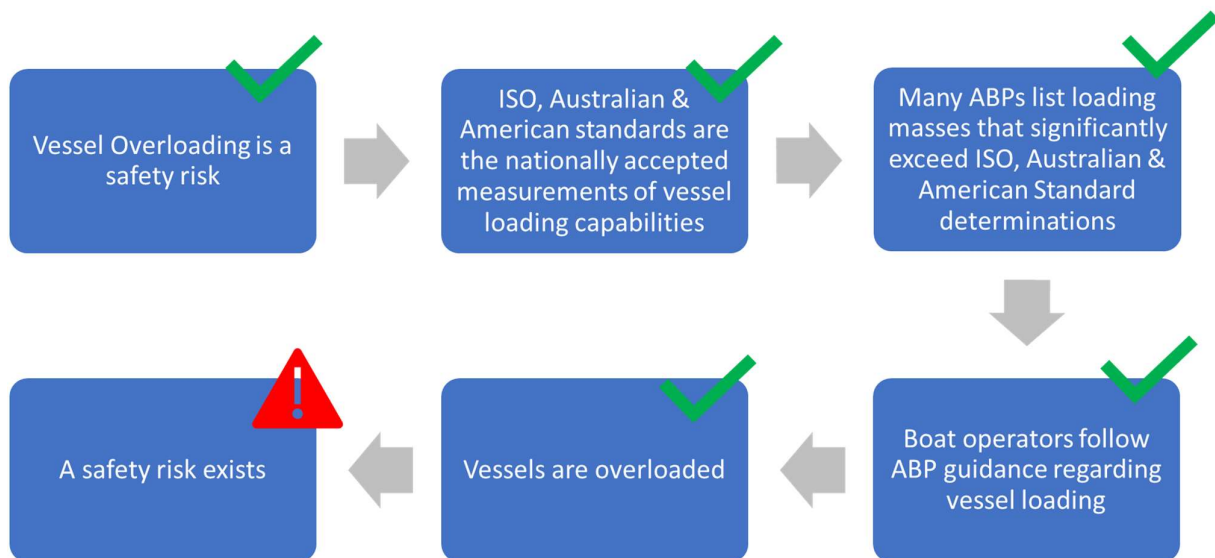 Vessel Overloading is a
safety risk
ISO, Australian &
American standards are
the nationally accepted
measurements of vessel
loading capabilities
Many ABPs list loading
masses that significantly
exceed ISO, Australian &
American Standard
determinations
Boat operators follow
ABP guidance regarding
vessel loading
Vessels are overloaded
A safety risk exists